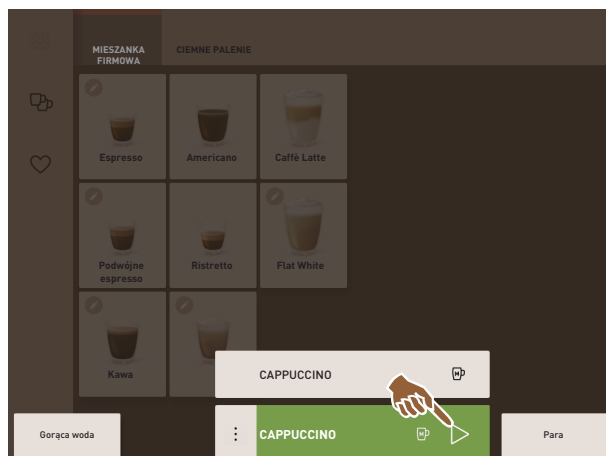 MIESZANKA
FIRMOWA
CIEMNE PALENIE
Espresso
Americano
Caffè Latte
Podwójne
espresso
Ristretto
Flat White
Kawa
CAPPUCCINO
M
Gorąca woda
CAPPUCCINO
M
Para